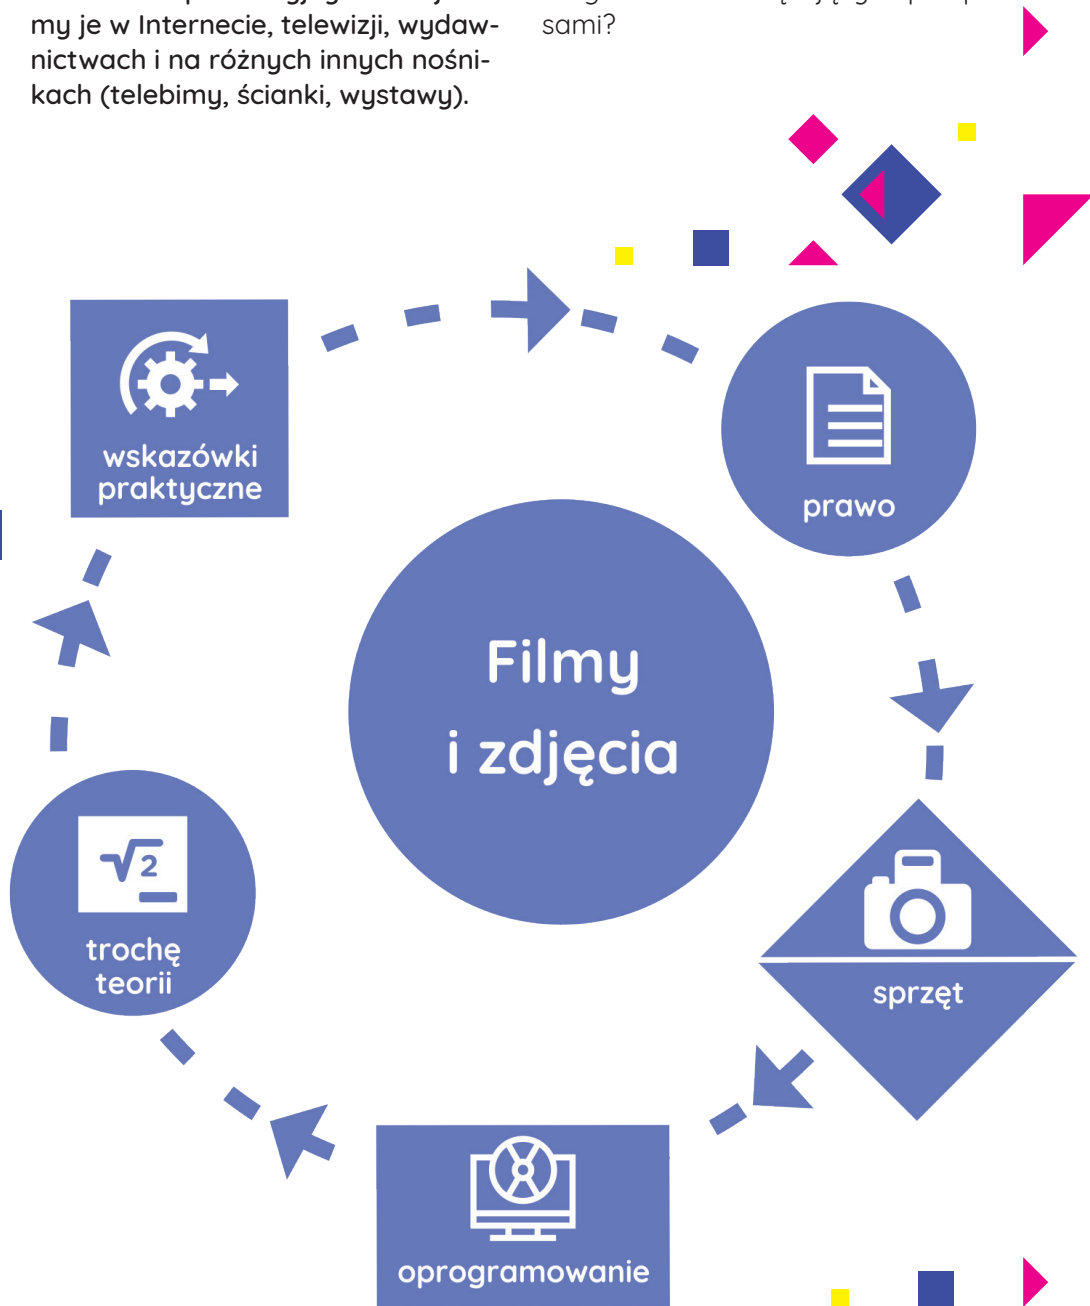 my je w Internecie, telewizji, wydaw-
nictwach i na różnych innych nośni-
kach (telebimy, ścianki, wystawy).
sami?
wskazówki
praktyczne
prawo
Filmy
i zdjęcia
√2
trochę
teorii
sprzęt
oprogramowanie